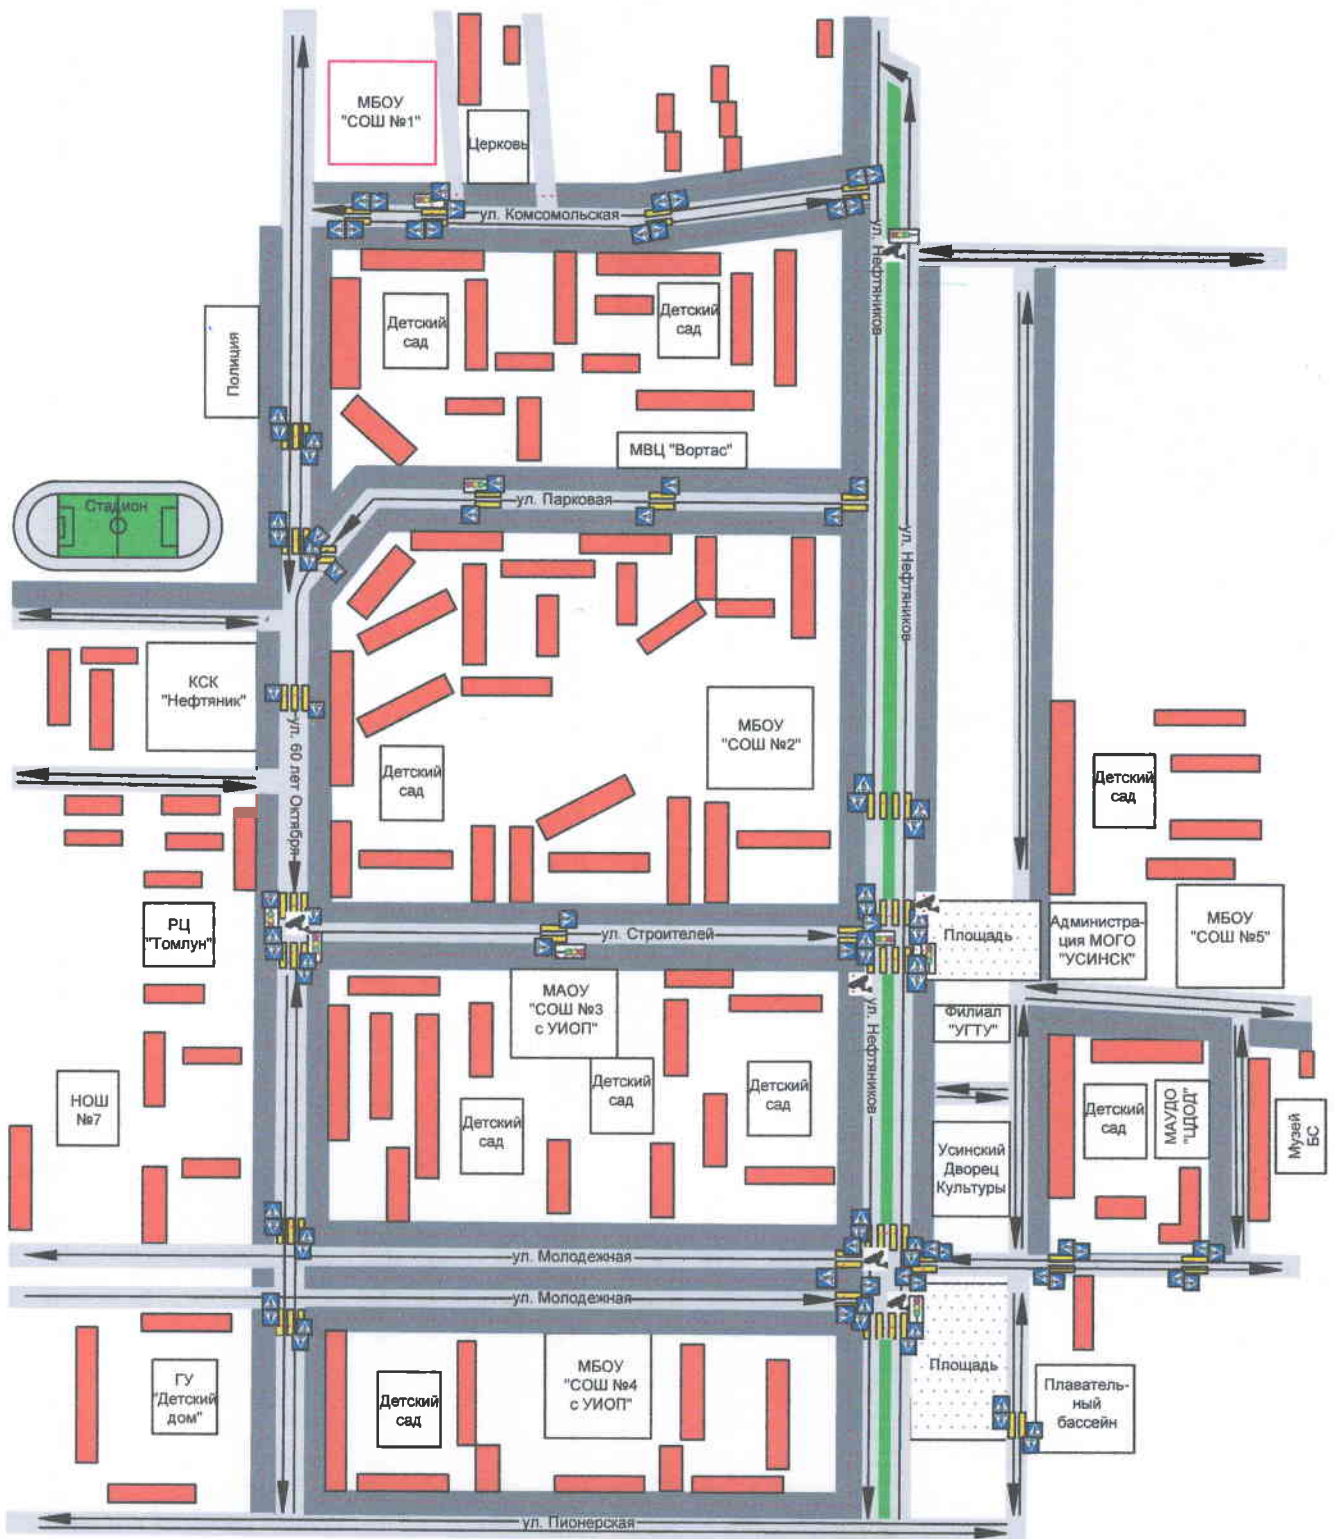 МБОУ
"СОШ №1"
Церковь
ул. Комсомольская
ул. Нефтяников
Детский
сад
Детский
сад
Полиция
МВЦ "Вортас"
Стадион
ул. Парковая
ул. Нефтяников
КСК
"Нефтяник"
МБОУ
"СОШ №2"
ул. 60 лет Октября
Детский
сад
Детский
сад
РЦ
"Томлун"
ул. Строителей
Площадь
Администра-
ция МОГО
"УСИНСК"
МБОУ
"СОШ №5"
МАОУ
"СОШ №3
с УИОП"
ул. Нефтяников
Филиал
"УГТУ"
НОШ
№7
Детский
сад
Детский
сад
Детский
сад
Детский
сад
МАУДО
"ЦДОД"
Музей
БС
Усинский
Дворец
Культуры
ул. Молодежная
ул. Молодежная
ГУ
"Детский
дом"
Детский
сад
МБОУ
"СОШ №4
с УИОП"
Площадь
Плаватель-
ный
бассейн
ул. Пионерская